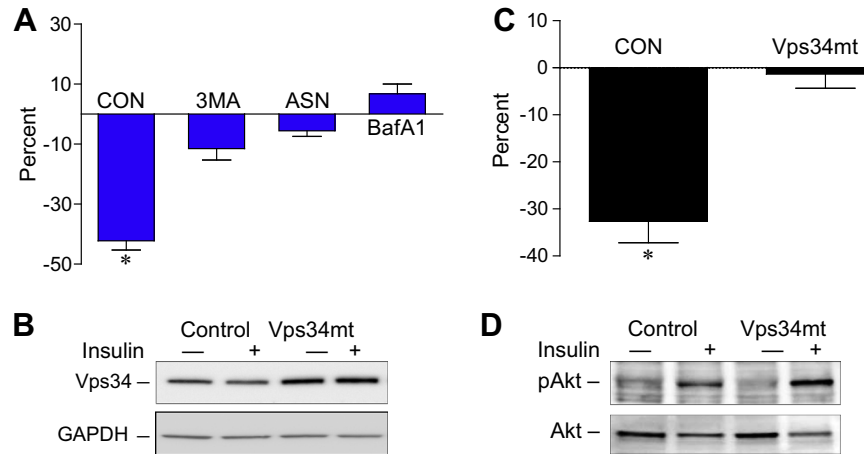 A
30
10
-10
-30
-50
Percent
CON
3MA
ASN
BafA1
*
C
10
0
-10
-20
-30
-40
Percent
CON
Vps34mt
*
B
Control Vps34mt
Insulin — + — +
Vps34 –
GAPDH –
D
Control Vps34mt
Insulin — + — +
pAkt –
Akt –